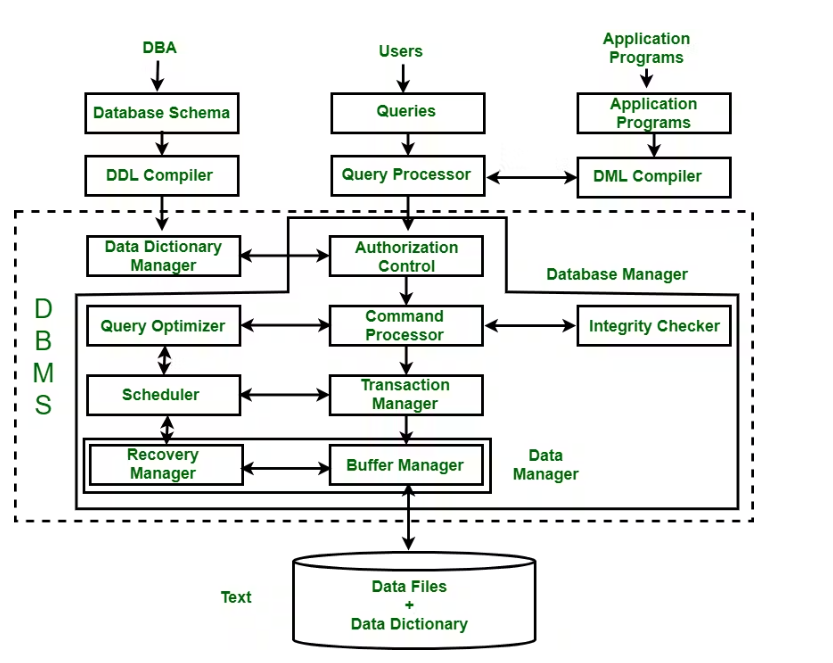 DBA
Users
Application
Programs
Database Schema
Queries
Application
Programs
DDL Compiler
Query Processor
DML Compiler
Data Dictionary
Manager
Authorization
Control
Database Manager
D
B
M
S
Query Optimizer
Command
Processor
Integrity Checker
Scheduler
Transaction
Manager
Recovery
Manager
Buffer Manager
Data
Manager
Text
Data Files
+
Data Dictionary